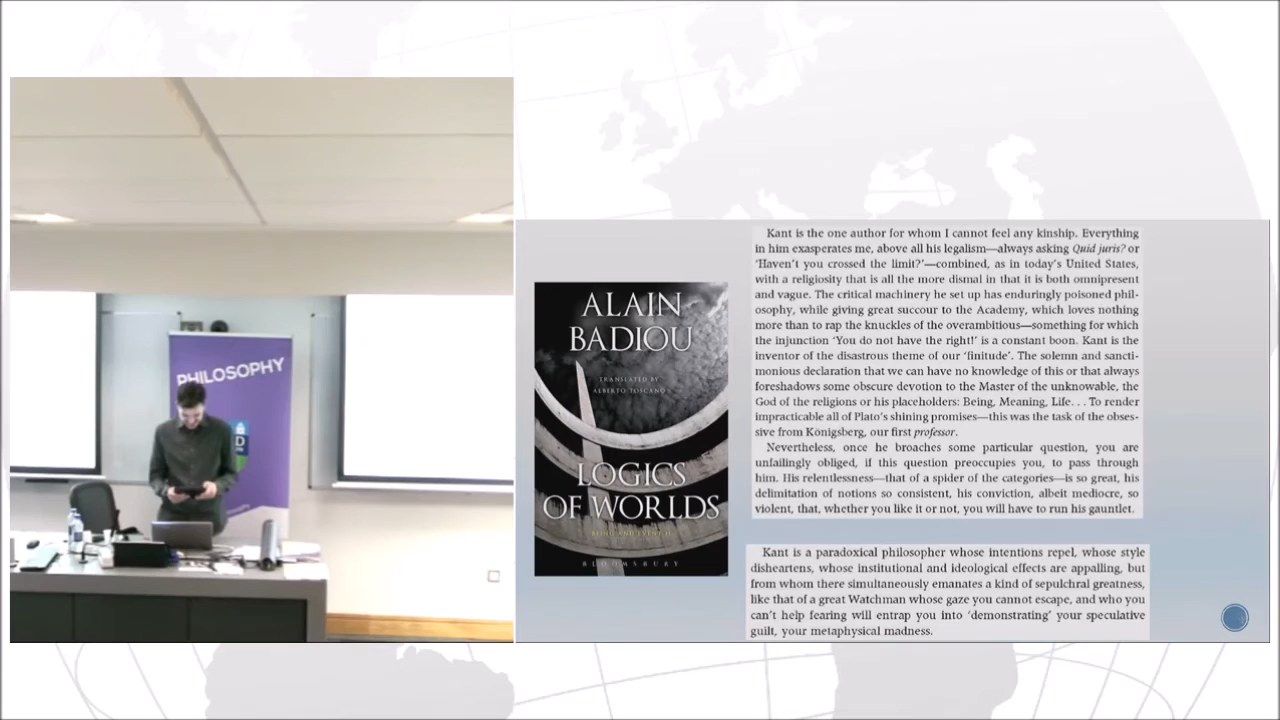 PHILOSOPHY
D
ALAIN
BADIOU
TRANSLATED BY
ALBERTO TOSCANO
LOGICS
OF WORLDS
BEING AND EVENT II
BLOOMSBURY
Kant is the one author for whom I cannot feel any kinship. Everything
in him exasperates me, above all his legalism—always asking Quid juris? or
‘Haven’t you crossed the limit?’—combined, as in today’s United States,
with a religiosity that is all the more dismal in that it is both omnipresent
and vague. The critical machinery he set up has enduringly poisoned phil-
osophy, while giving great succour to the Academy, which loves nothing
more than to rap the knuckles of the overambitious—something for which
the injunction ‘You do not have the right!’ is a constant boon. Kant is the
inventor of the disastrous theme of our ‘finitude’. The solemn and sancti-
monious declaration that we can have no knowledge of this or that always
foreshadows some obscure devotion to the Master of the unknowable, the
God of the religions or his placeholders: Being, Meaning, Life. . . To render
impracticable all of Plato’s shining promises—this was the task of the obses-
sive from Königsberg, our first professor.
Nevertheless, once he broaches some particular question, you are
unfailingly obliged, if this question preoccupies you, to pass through
him. His relentlessness—that of a spider of the categories—is so great, his
delimitation of notions so consistent, his conviction, albeit mediocre, so
violent, that, whether you like it or not, you will have to run his gauntlet.
Kant is a paradoxical philosopher whose intentions repel, whose style
disheartens, whose institutional and ideological effects are appalling, but
from whom there simultaneously emanates a kind of sepulchral greatness,
like that of a great Watchman whose gaze you cannot escape, and who you
can’t help fearing will entrap you into ‘demonstrating’ your speculative
guilt, your metaphysical madness.